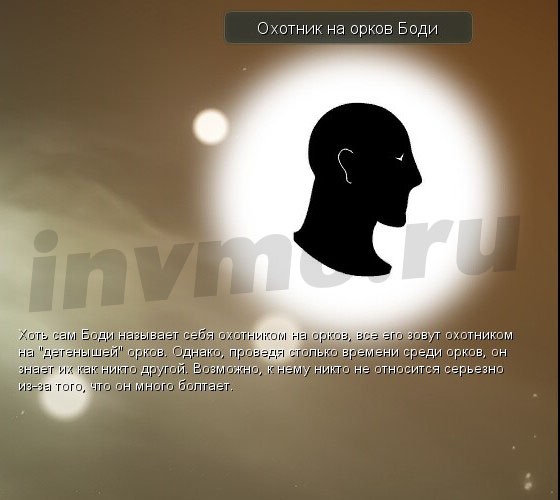 Охотник на орков Боди
invmo.ru
Хоть сам Боди называет себя охотником на орков, все его зовут охотником
на "детенышей" орков. Однако, проведя столько времени среди орков, он
знает их как никто другой. Возможно, к нему никто не относится серьезно
из-за того, что он много болтает.